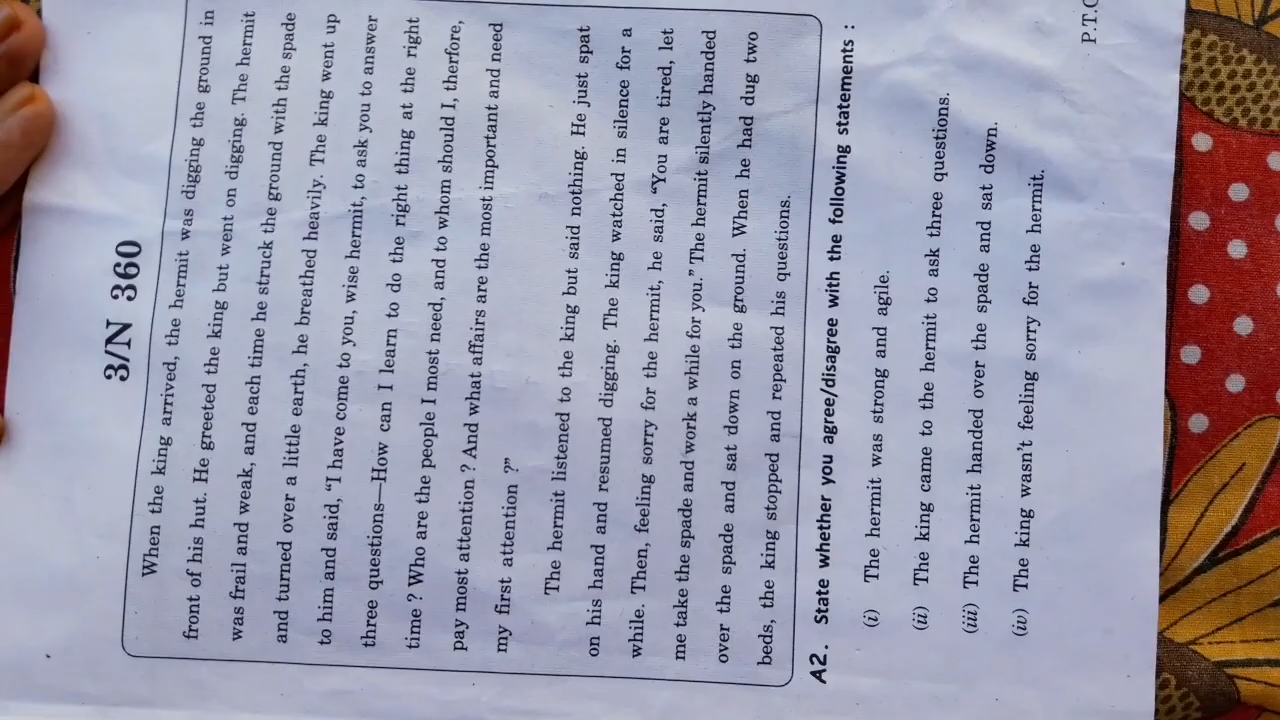 3/N 360
When the king arrived, the hermit was digging the ground in
front of his hut. He greeted the king but went on digging. The hermit
was frail and weak, and each time he struck the ground with the spade
and turned over a little earth, he breathed heavily. The king went up
to him and said, “I have come to you, wise hermit, to ask you to answer
three questions—How can I learn to do the right thing at the right
time ? Who are the people I most need, and to whom should I, therfore,
pay most attention ? And what affairs are the most important and need
my first attention ?”
The hermit listened to the king but said nothing. He just spat
on his hand and resumed digging. The king watched in silence for a
while. Then, feeling sorry for the hermit, he said, “You are tired, let
me take the spade and work a while for you.” The hermit silently handed
over the spade and sat down on the ground. When he had dug two
beds, the king stopped and repeated his questions.
A2. State whether you agree/disagree with the following statements :
(i) The hermit was strong and agile.
(ii) The king came to the hermit to ask three questions.
(iii) The hermit handed over the spade and sat down.
(iv) The king wasn’t feeling sorry for the hermit.